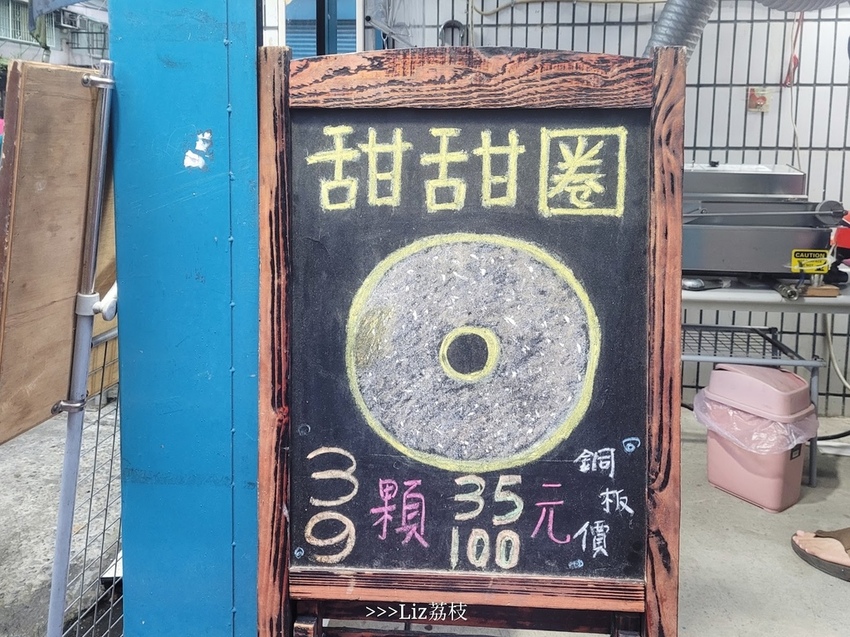 甜甜圈
3 顆 35 元
9 顆 100 元
銅板價
CAUTION
>>>Liz荔枝